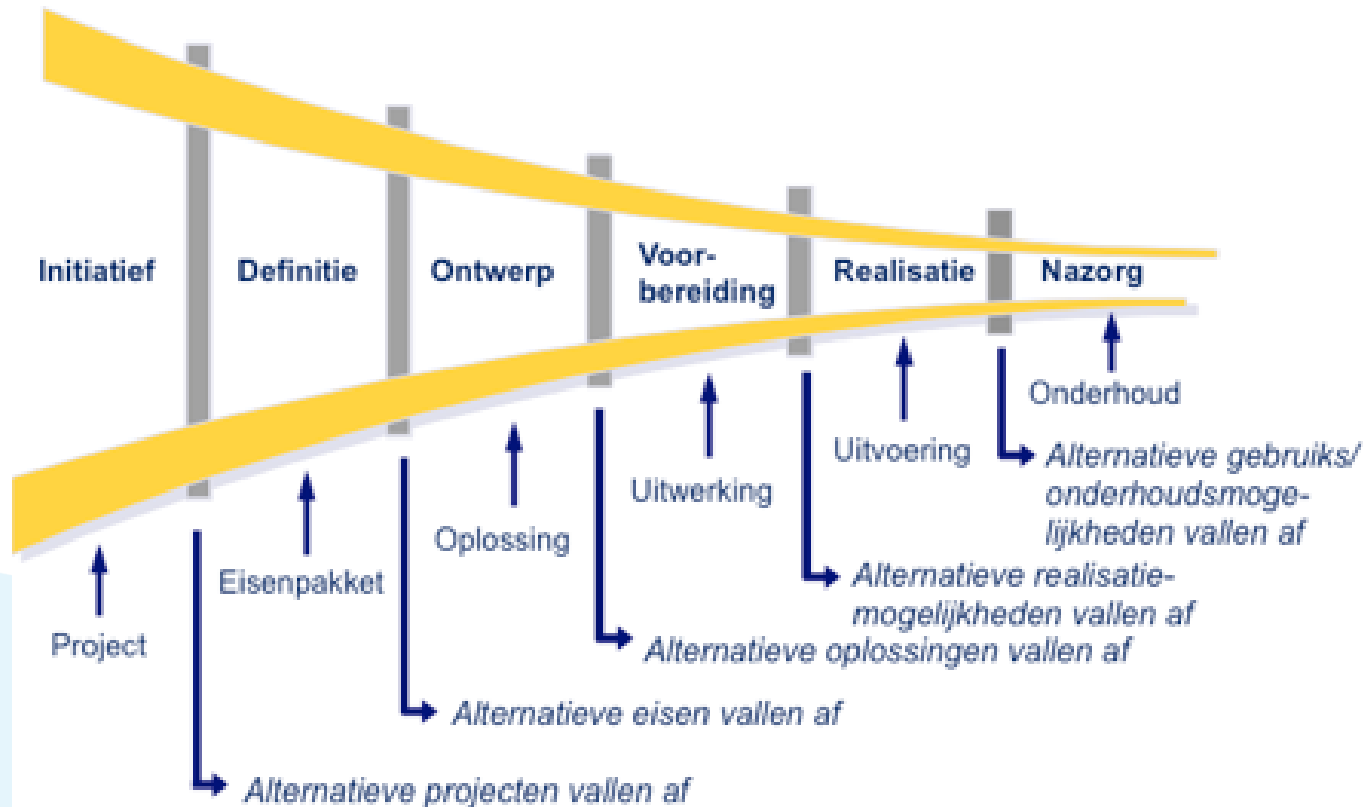 Initiatief
Definitie
Ontwerp
Voor-
bereiding
Realisatie
Nazorg
Project
Eisenpakket
Oplossing
Uitwerking
Uitvoering
Onderhoud
Alternatieve gebruiks/
onderhoudsmoge-
lijkheden vallen af
Alternatieve realisatie-
mogelijkheden vallen af
Alternatieve oplossingen vallen af
Alternatieve eisen vallen af
Alternatieve projecten vallen af